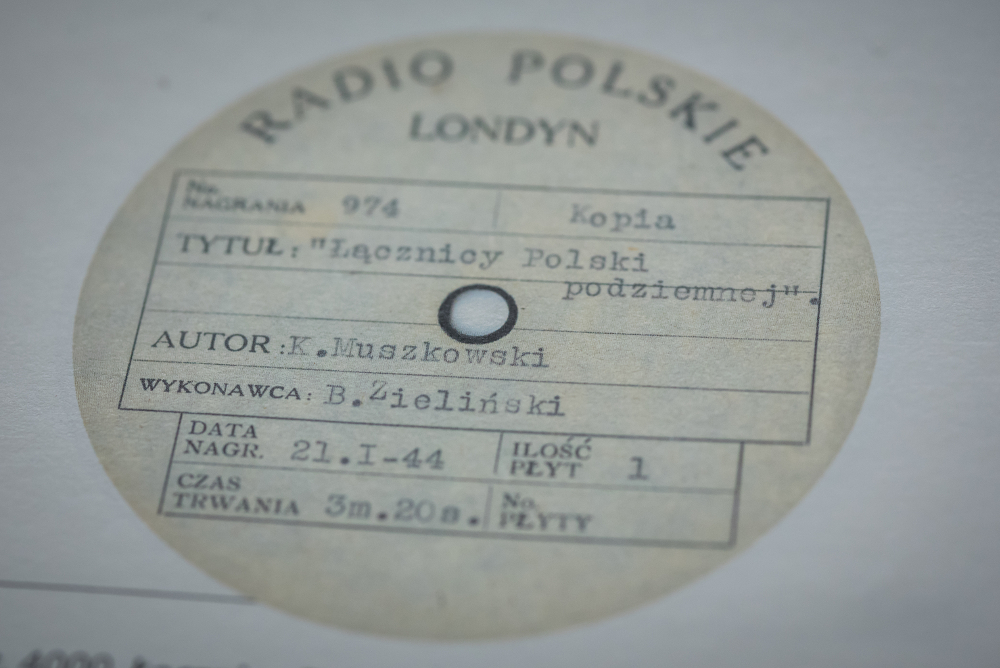 RADIO POLSKIE
LONDYN
No. NAGRANIA 974 Kopia
TYTUŁ: "Łącznicy Polski
podziemnej".
AUTOR: K.Muszkowski
WYKONAWCA: B.Zieliński
DATA NAGR. 21.I-44 ILOŚĆ PŁYT 1
CZAS TRWANIA 3m.20s. No. PŁYTY
4000